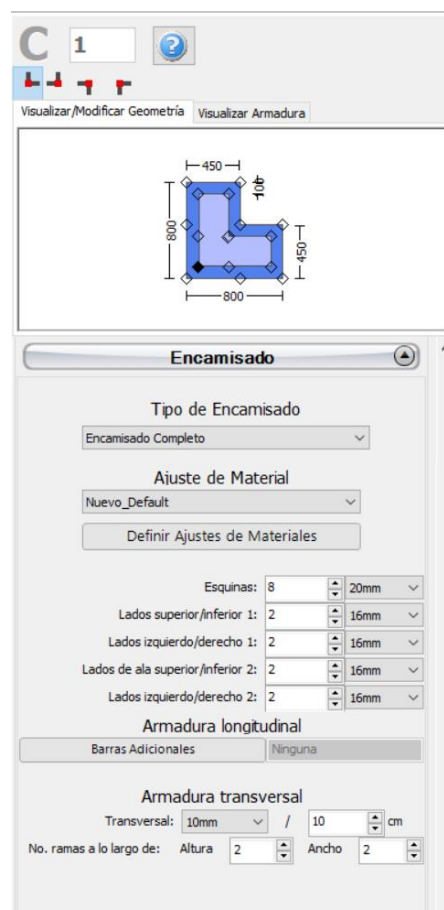 C 1 ?
Visualizar/Modificar Geometría Visualizar Armadura
450
100
800
450
800
Encamisado
Tipo de Encamisado
Encamisado Completo
Ajuste de Material
Nuevo_Default
Definir Ajustes de Materiales
Esquinas: 8 20mm
Lados superior/inferior 1: 2 16mm
Lados izquierdo/derecho 1: 2 16mm
Lados de ala superior/inferior 2: 2 16mm
Lados izquierdo/derecho 2: 2 16mm
Armadura longitudinal
Barras Adicionales Ninguna
Armadura transversal
Transversal: 10mm / 10 cm
No. ramas a lo largo de: Altura 2 Ancho 2